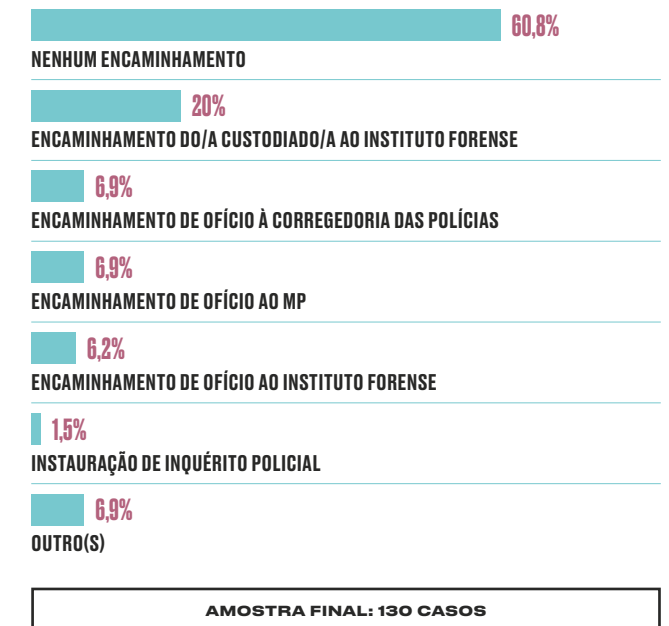 60,8%
NENHUM ENCAMINHAMENTO
20%
ENCAMINHAMENTO DO/A CUSTODIADO/A AO INSTITUTO FORENSE
6,9%
ENCAMINHAMENTO DE OFÍCIO À CORREGEDORIA DAS POLÍCIAS
6,9%
ENCAMINHAMENTO DE OFÍCIO AO MP
6,2%
ENCAMINHAMENTO DE OFÍCIO AO INSTITUTO FORENSE
1,5%
INSTAURAÇÃO DE INQUÉRITO POLICIAL
6,9%
OUTRO(S)
AMOSTRA FINAL: 130 CASOS